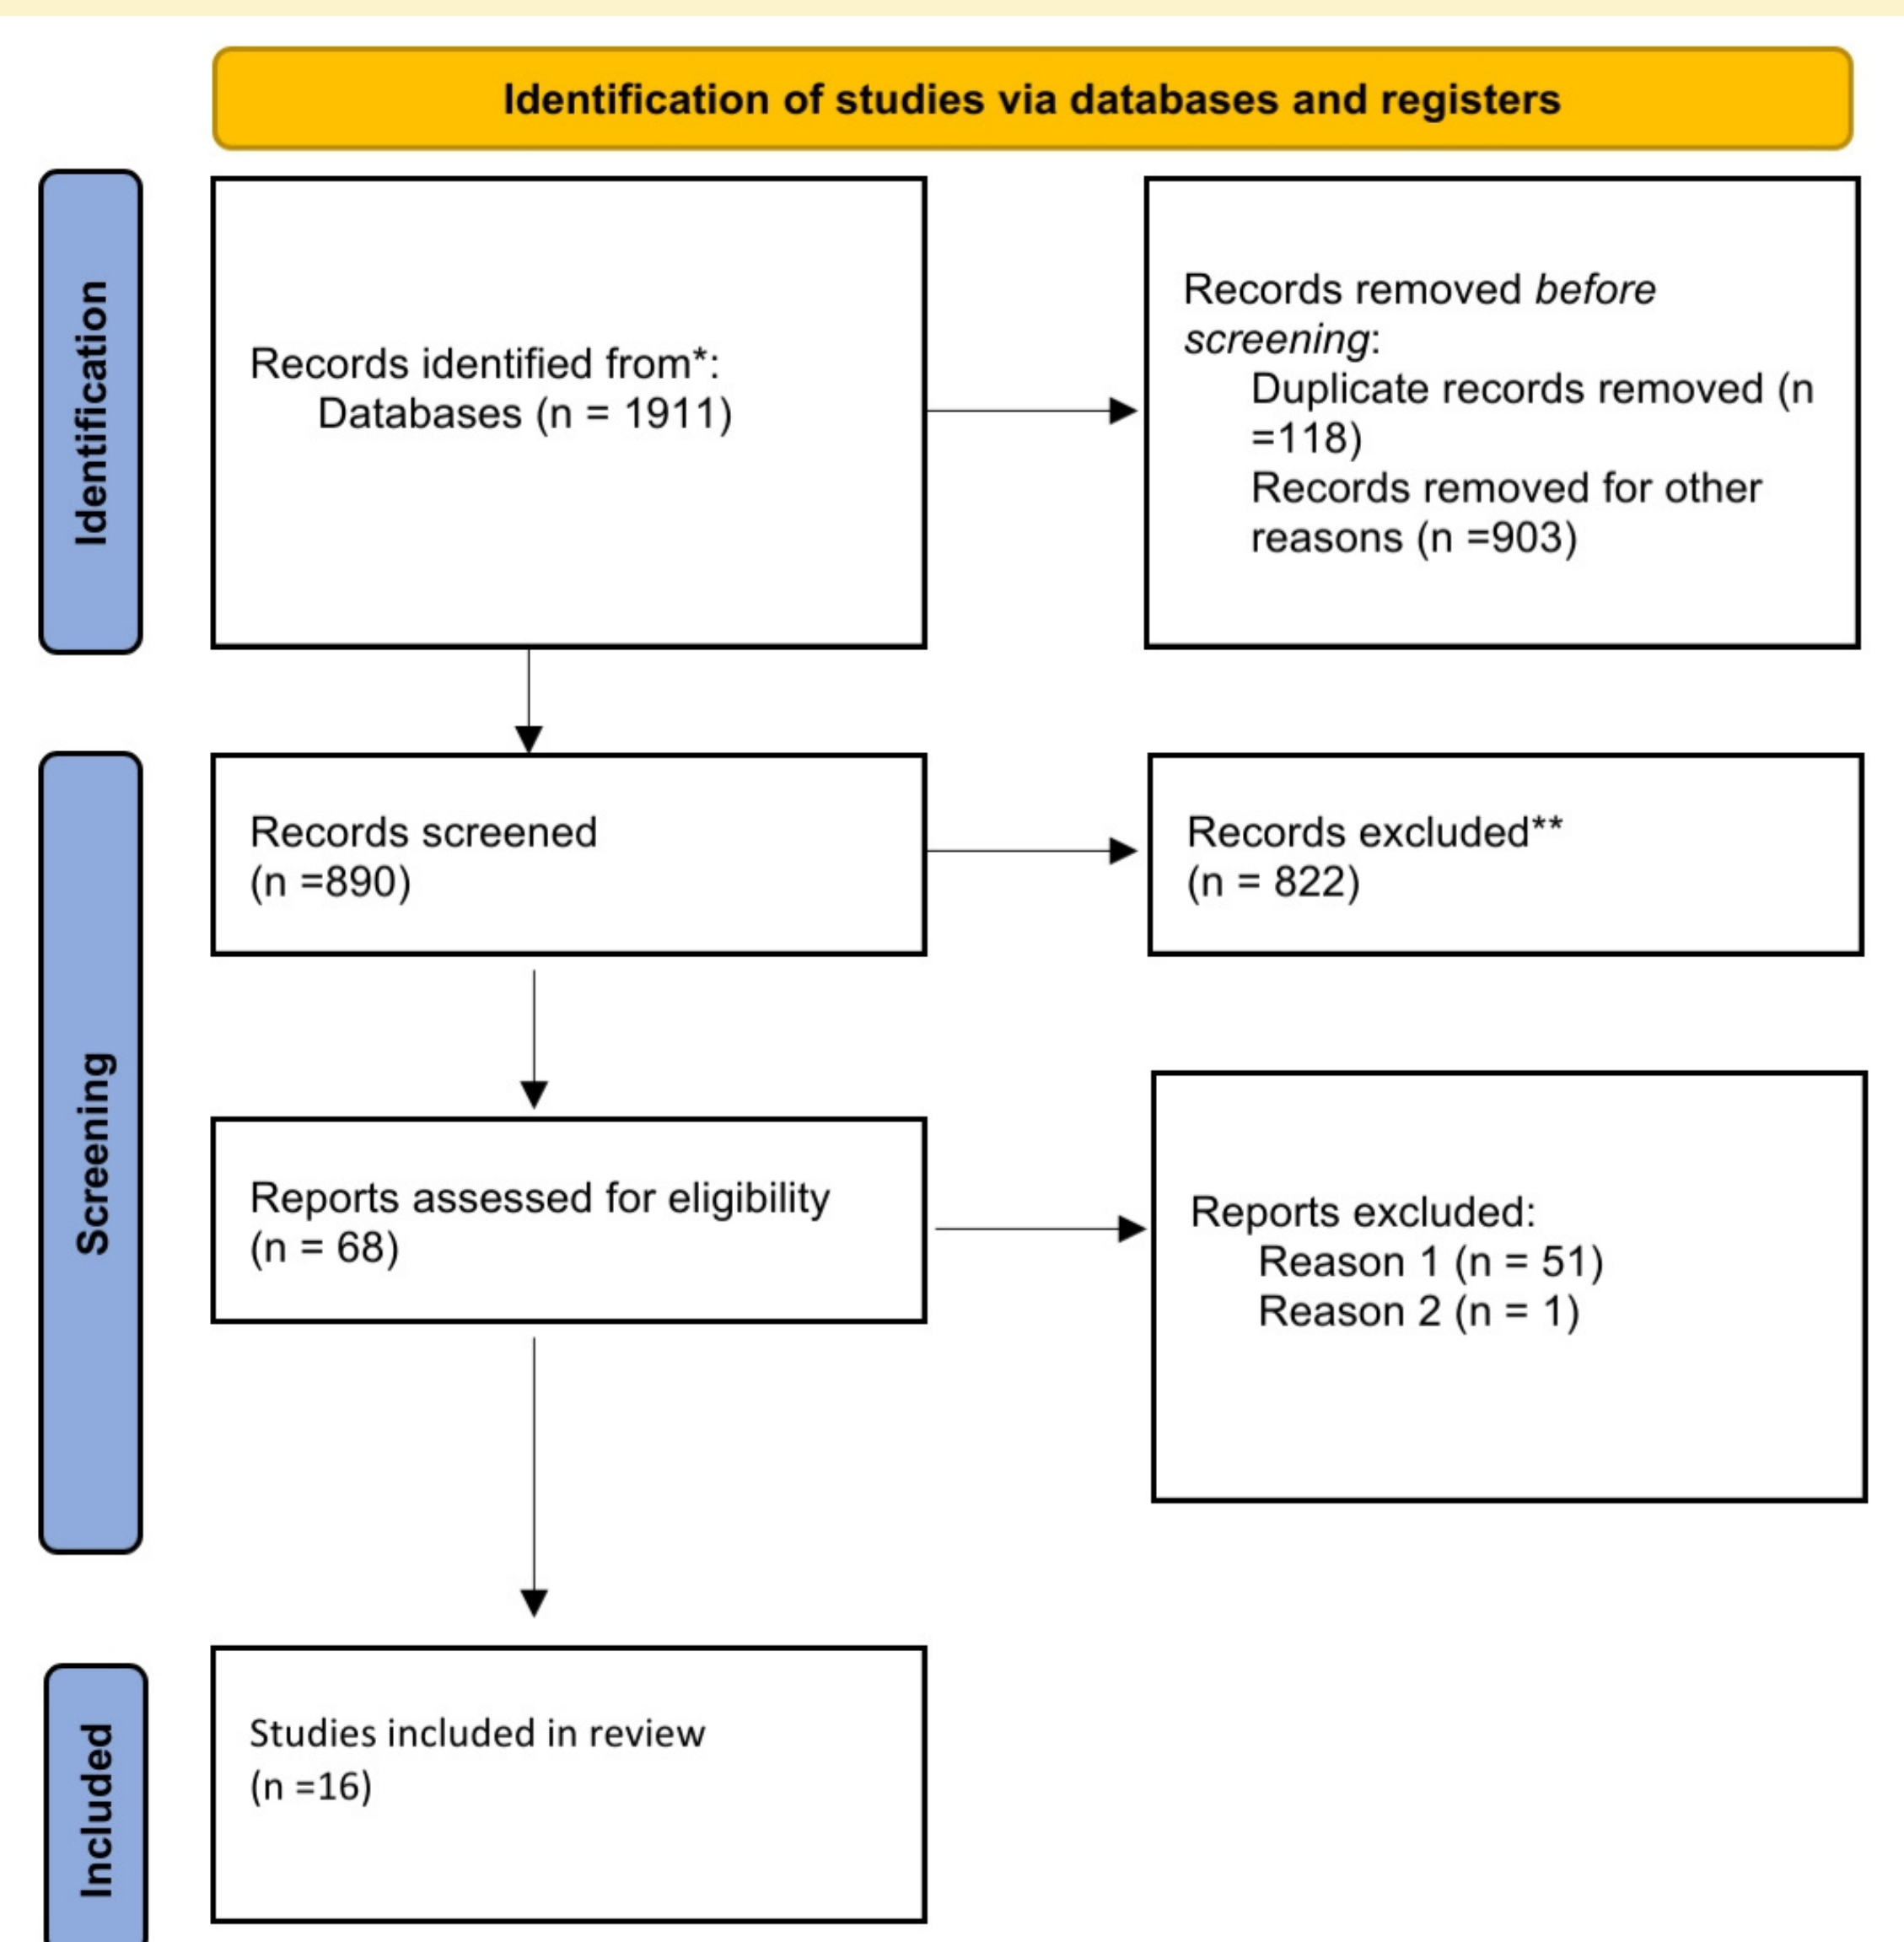 Identification of studies via databases and registers
Identification
Records identified from*:
Databases (n = 1911)
Records removed before
screening:
Duplicate records removed (n
=118)
Records removed for other
reasons (n =903)
Screening
Records screened
(n =890)
Records excluded**
(n = 822)
Reports assessed for eligibility
(n = 68)
Reports excluded:
Reason 1 (n = 51)
Reason 2 (n = 1)
Included
Studies included in review
(n =16)